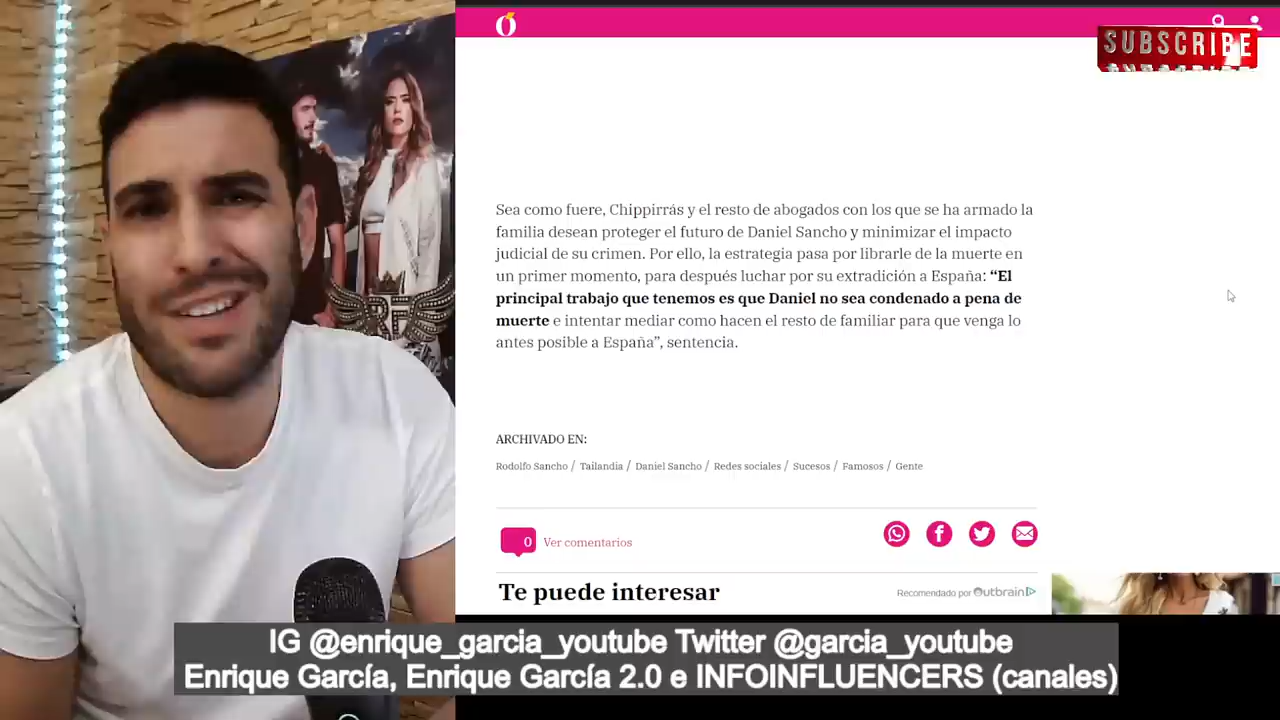 Ó
SUBSCRIBE
Sea como fuere, Chippirrás y el resto de abogados con los que se ha armado la
familia desean proteger el futuro de Daniel Sancho y minimizar el impacto
judicial de su crimen. Por ello, la estrategia pasa por librarle de la muerte en
un primer momento, para después luchar por su extradición a España: “El
principal trabajo que tenemos es que Daniel no sea condenado a pena de
muerte e intentar mediar como hacen el resto de familiar para que venga lo
antes posible a España”, sentencia.
ARCHIVADO EN:
Rodolfo Sancho / Tailandia / Daniel Sancho / Redes sociales / Sucesos / Famosos / Gente
0 Ver comentarios
Te puede interesar
Recomendado por Outbrain
RF
IG @enrique_garcia_youtube Twitter @garcia_youtube
Enrique García, Enrique García 2.0 e INFOINFLUENCERS (canales)